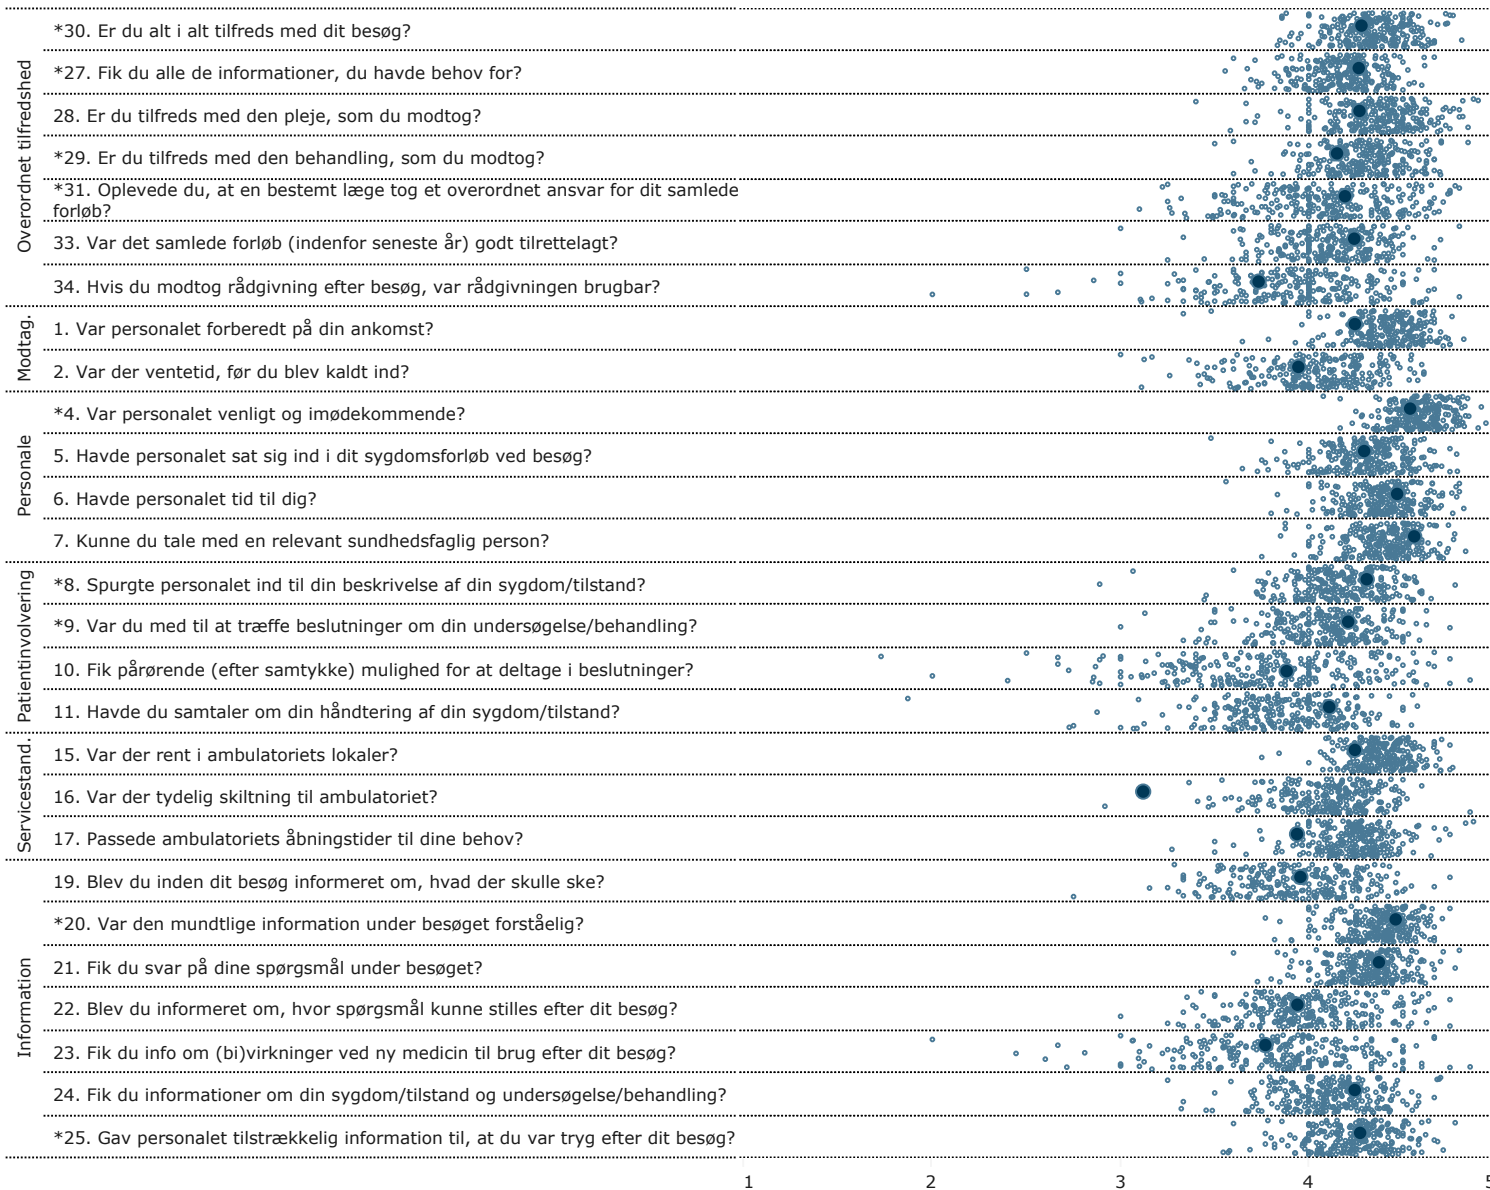 Overordnet tilfredshed
*30. Er du alt i alt tilfreds med dit besøg?
*27. Fik du alle de informationer, du havde behov for?
28. Er du tilfreds med den pleje, som du modtog?
*29. Er du tilfreds med den behandling, som du modtog?
*31. Oplevede du, at en bestemt læge tog et overordnet ansvar for dit samlede
forløb?
33. Var det samlede forløb (indenfor seneste år) godt tilrettelagt?
34. Hvis du modtog rådgivning efter besøg, var rådgivningen brugbar?
Modtag.
1. Var personalet forberedt på din ankomst?
2. Var der ventetid, før du blev kaldt ind?
Personale
*4. Var personalet venligt og imødekommende?
5. Havde personalet sat sig ind i dit sygdomsforløb ved besøg?
6. Havde personalet tid til dig?
7. Kunne du tale med en relevant sundhedsfaglig person?
Patientinvolvering
*8. Spurgte personalet ind til din beskrivelse af din sygdom/tilstand?
*9. Var du med til at træffe beslutninger om din undersøgelse/behandling?
10. Fik pårørende (efter samtykke) mulighed for at deltage i beslutninger?
11. Havde du samtaler om din håndtering af din sygdom/tilstand?
Servicestand.
15. Var der rent i ambulatoriets lokaler?
16. Var der tydelig skiltning til ambulatoriet?
17. Passede ambulatoriets åbningstider til dine behov?
Information
19. Blev du inden dit besøg informeret om, hvad der skulle ske?
*20. Var den mundtlige information under besøget forståelig?
21. Fik du svar på dine spørgsmål under besøget?
22. Blev du informeret om, hvor spørgsmål kunne stilles efter dit besøg?
23. Fik du info om (bi)virkninger ved ny medicin til brug efter dit besøg?
24. Fik du informationer om din sygdom/tilstand og undersøgelse/behandling?
*25. Gav personalet tilstrækkelig information til, at du var tryg efter dit besøg?
1 2 3 4 5